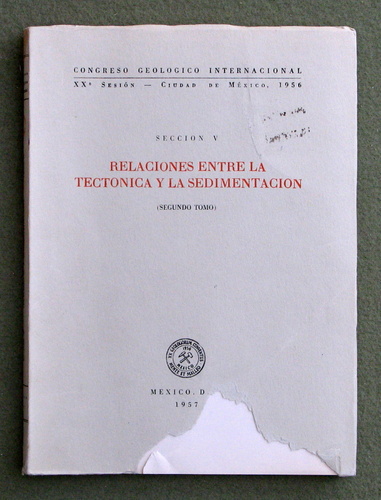 CONGRESO GEOLOGICO INTERNACIONAL
XXª SESIÓN — CIUDAD DE MÉXICO, 1956
SECCION V
RELACIONES ENTRE LA
TECTONICA Y LA SEDIMENTACION
(SEGUNDO TOMO)
MEXICO
MEXICO, D.
1957